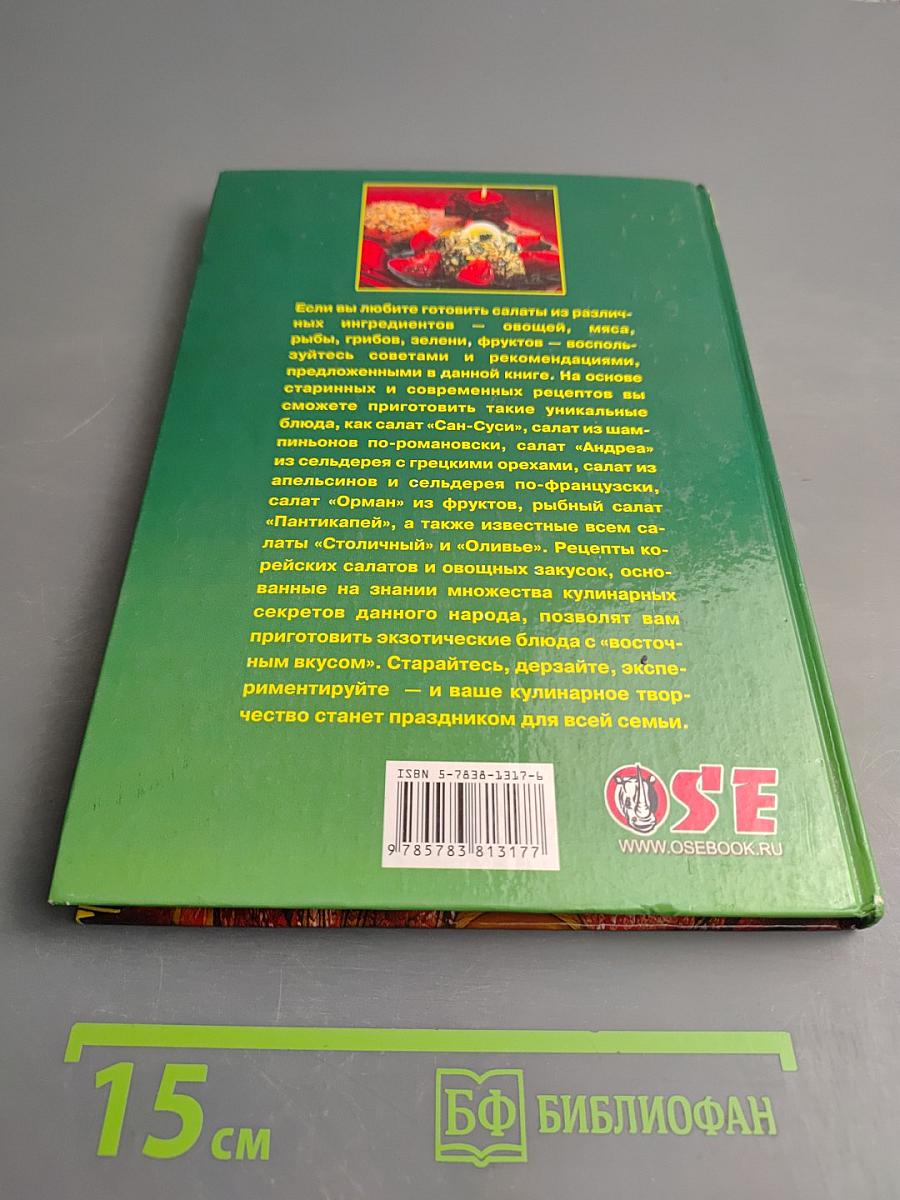 Если вы любите готовить салаты из различ-
ных ингредиентов — овощей, мяса,
рыбы, грибов, зелени, фруктов — восполь-
зуйтесь советами и рекомендациями,
предложенными в данной книге. На основе
старинных и современных рецептов вы
сможете приготовить такие уникальные
блюда, как салат «Сан-Суси», салат из шам-
пиньонов по-романовски, салат «Андреа»
из сельдерея с грецкими орехами, салат из
апельсинов и сельдерея по-французски,
салат «Орман» из фруктов, рыбный салат
«Пантикапей», а также известные всем са-
латы «Столичный» и «Оливье». Рецепты ко-
рейских салатов и овощных закусок, осно-
ванные на знании множества кулинарных
секретов данного народа, позволят вам
приготовить экзотические блюда с «восточ-
ным вкусом». Старайтесь, дерзайте, экспе-
риментируйте — и ваше кулинарное твор-
чество станет праздником для всей семьи.
ISBN 5-7838-1317-6
9 785783 813177
OSE
WWW.OSEBOOK.RU
15 см
БФ БИБЛИОФАН